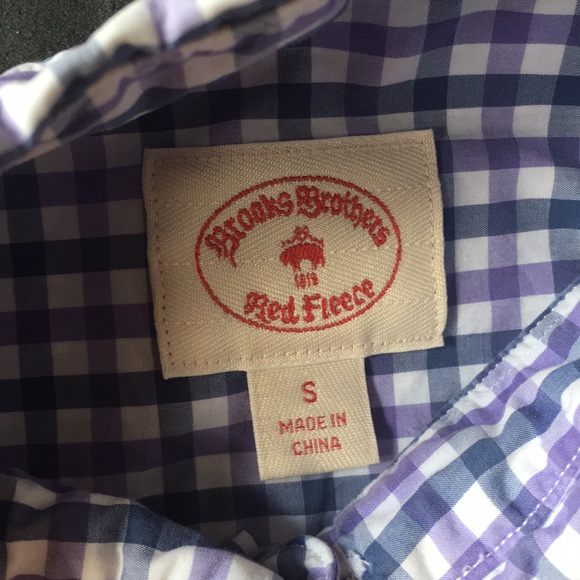 Brooks Brothers
1818
Red Fleece
S
MADE IN
CHINA